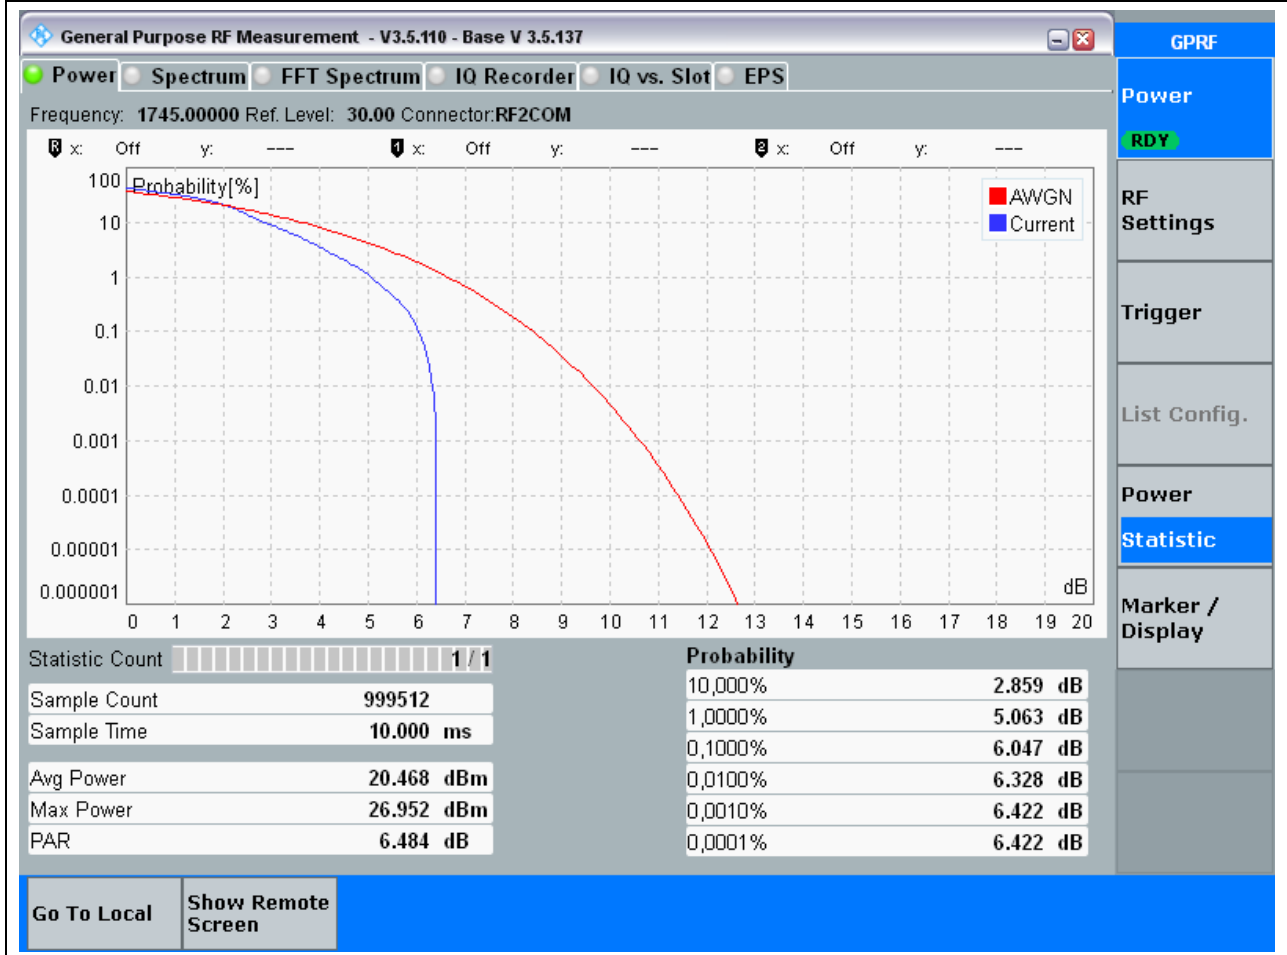 General Purpose RF Measurement - V3.5.110 - Base V 3.5.137
GPRF
Power Spectrum FFT Spectrum IQ Recorder IQ vs. Slot EPS
Frequency: 1745.00000 Ref. Level: 30.00 Connector:RF2COM
R x: Off y: --- 1 x: Off y: --- 2 x: Off y: ---
Probability[%]
AWGN
Current
100
10
1
0.1
0.01
0.001
0.0001
0.00001
0.000001
dB
0 1 2 3 4 5 6 7 8 9 10 11 12 13 14 15 16 17 18 19 20
Statistic Count 1 / 1
Sample Count 999512
Sample Time 10.000 ms
Avg Power 20.468 dBm
Max Power 26.952 dBm
PAR 6.484 dB
Probability
10,000% 2.859 dB
1,0000% 5.063 dB
0,1000% 6.047 dB
0,0100% 6.328 dB
0,0010% 6.422 dB
0,0001% 6.422 dB
Power
RDY
RF
Settings
Trigger
List Config.
Power
Statistic
Marker /
Display
Go To Local
Show Remote
Screen